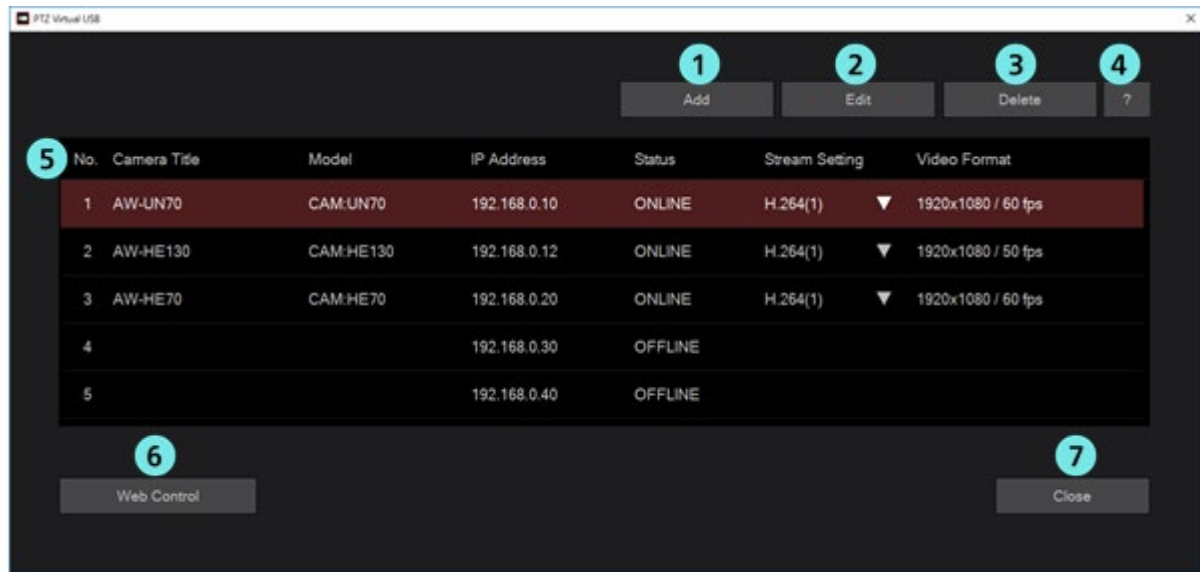 PTZ Virtual USB
1 2 3 4
Add Edit Delete ?
5 No. Camera Title Model IP Address Status Stream Setting Video Format
1 AW-UN70 CAM:UN70 192.168.0.10 ONLINE H.264(1) ▼ 1920x1080 / 60 fps
2 AW-HE130 CAM:HE130 192.168.0.12 ONLINE H.264(1) ▼ 1920x1080 / 50 fps
3 AW-HE70 CAM:HE70 192.168.0.20 ONLINE H.264(1) ▼ 1920x1080 / 60 fps
4 192.168.0.30 OFFLINE
5 192.168.0.40 OFFLINE
6 7
Web Control Close